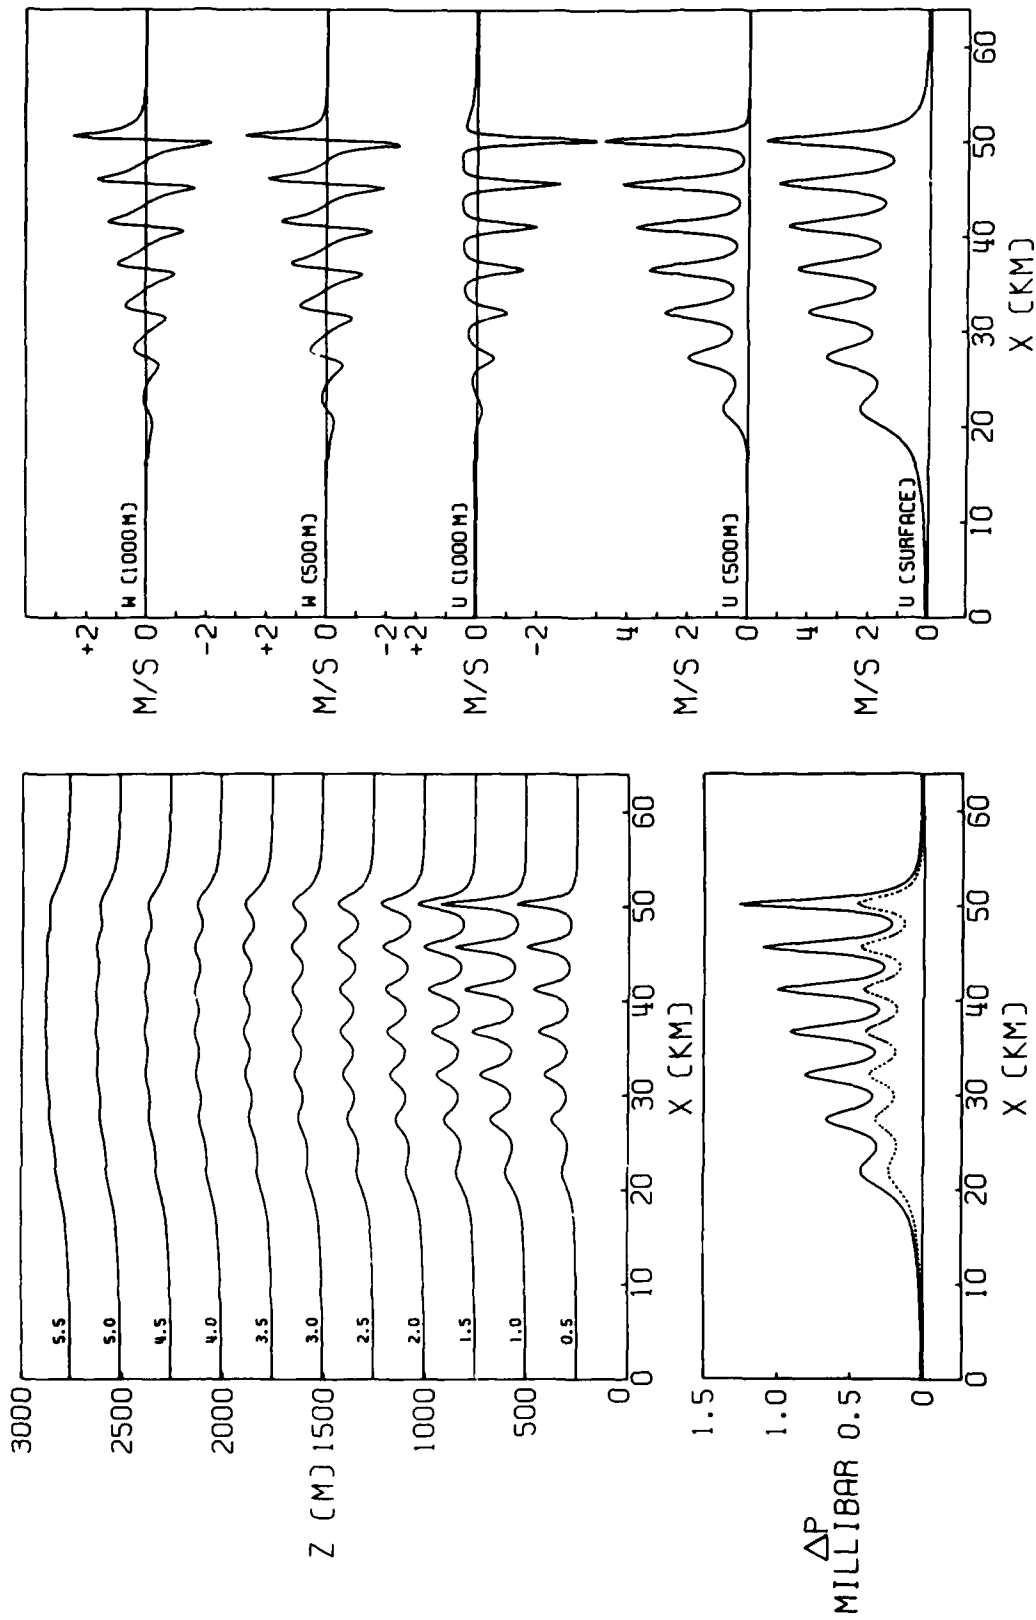 3000
2500
2000
Z (M) 1500
1000
500
0
5.5
5.0
4.5
4.0
3.5
3.0
2.5
2.0
1.5
1.0
0.5
0 10 20 30 40 50 60
X (KM)
1.5
1.0
0.5
0
ΔP
MILLIBAR
0 10 20 30 40 50 60
X (KM)
+2
M/S 0
-2
W (1000M)
+2
M/S 0
-2
W (500M)
+2
M/S 0
-2
U (1000M)
4
M/S 2
0
U (500M)
4
M/S 2
0
U (SURFACE)
0 10 20 30 40 50 60
X (KM)